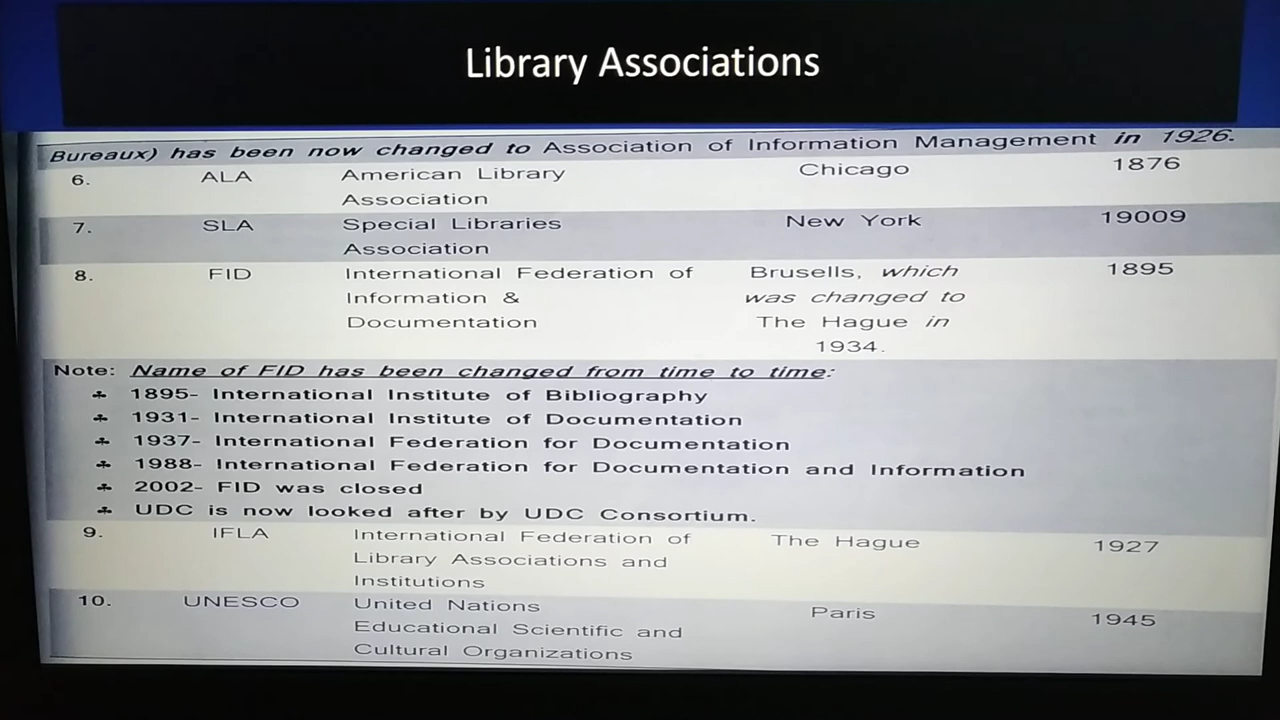 Library Associations
Bureaux) has been now changed to Association of Information Management in 1926.
6. ALA American Library Chicago 1876
Association
7. SLA Special Libraries New York 19009
Association
8. FID International Federation of Brusells, which 1895
Information & was changed to
Documentation The Hague in
1934.
Note: Name of FID has been changed from time to time:
♣ 1895- International Institute of Bibliography
♣ 1931- International Institute of Documentation
♣ 1937- International Federation for Documentation
♣ 1988- International Federation for Documentation and Information
♣ 2002- FID was closed
♣ UDC is now looked after by UDC Consortium.
9. IFLA International Federation of The Hague 1927
Library Associations and
Institutions
10. UNESCO United Nations Paris 1945
Educational Scientific and
Cultural Organizations